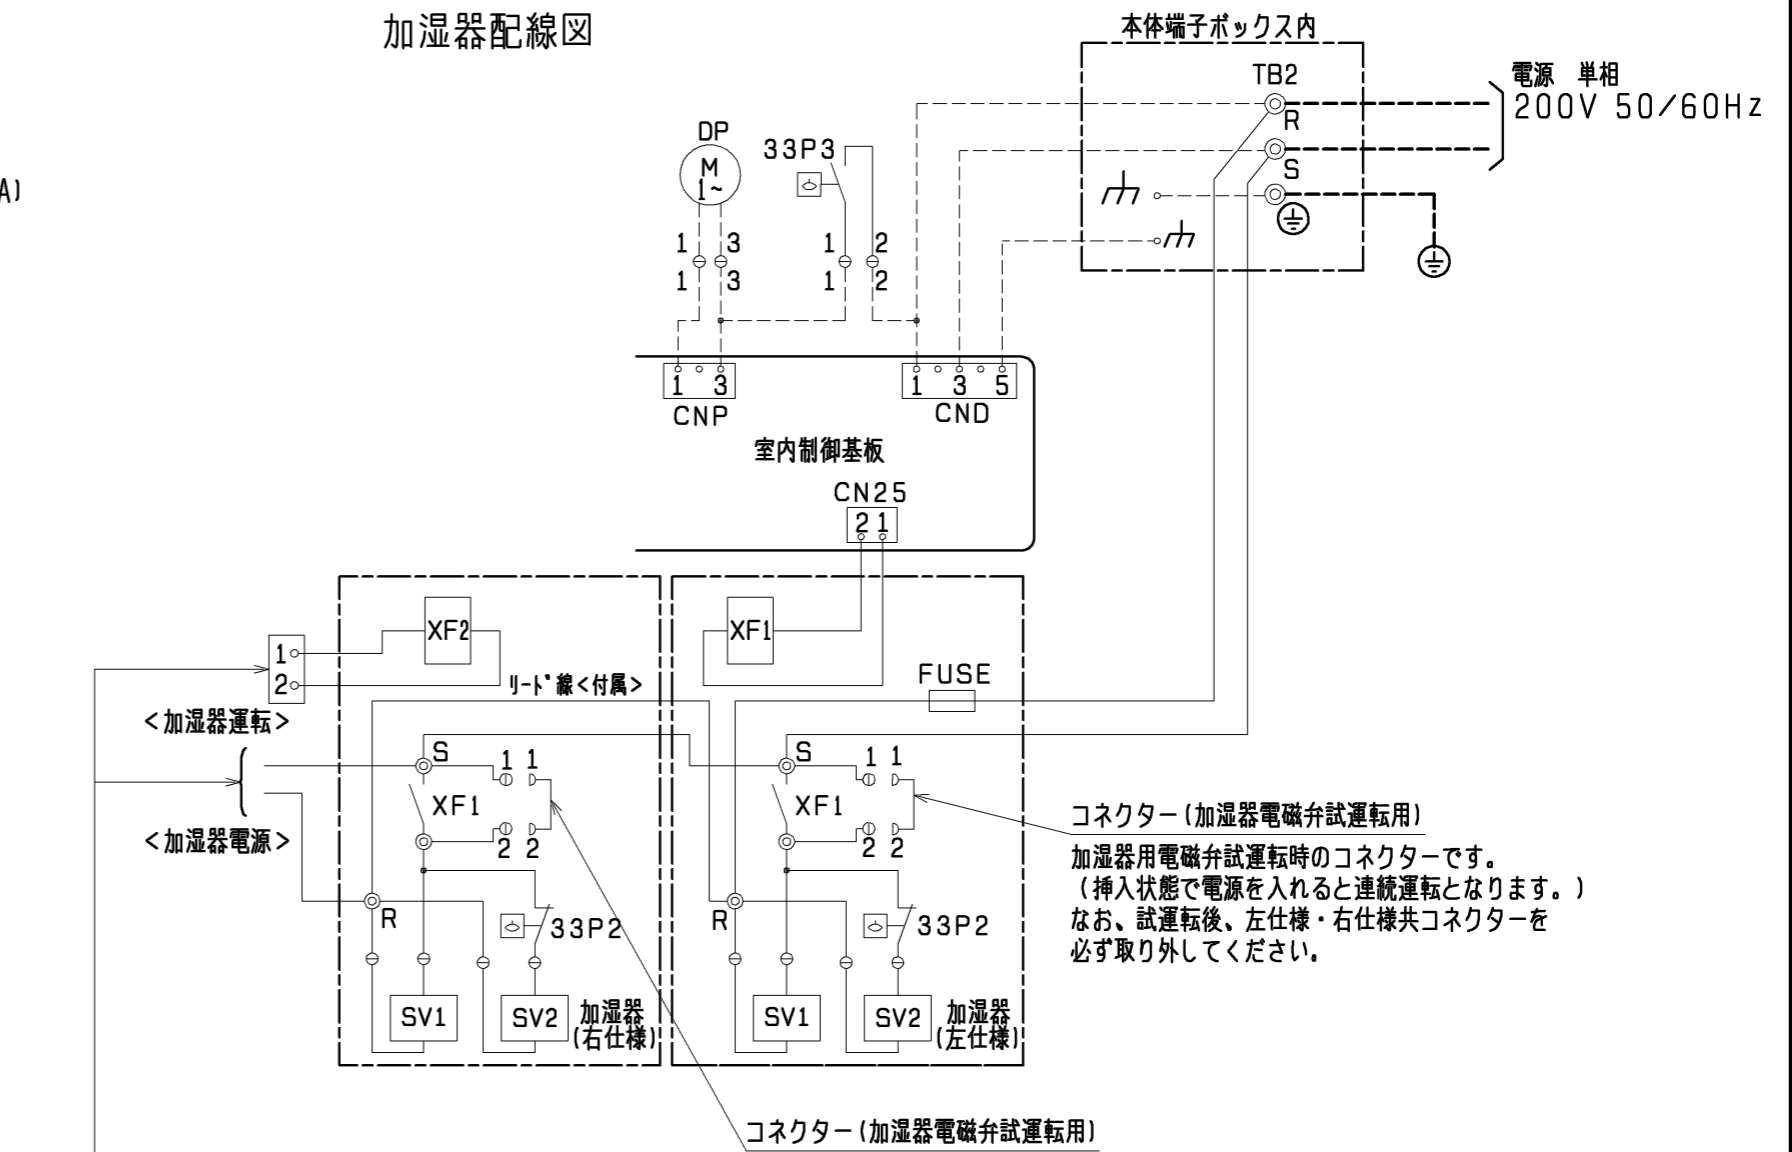 加湿器配線図
本体端子ボックス内
TB2
電源 単相
200V 50/60Hz
R
S
A)
DP
M
1~
33P3
1 3
1 3
1 2
1 2
1 3
CNP
1 3 5
CND
室内制御基板
CN25
2 1
XF2
XF1
1
2
リード線<付属>
FUSE
<加湿器運転>
<加湿器電源>
S
1 1
XF1
2 2
R
33P2
SV1
SV2
加湿器
(右仕様)
S
1 1
XF1
2 2
R
33P2
SV1
SV2
加湿器
(左仕様)
コネクター(加湿器電磁弁試運転用)
加湿器用電磁弁試運転時のコネクターです。
(挿入状態で電源を入れると連続運転となります。)
なお、試運転後、左仕様・右仕様共コネクターを
必ず取り外してください。
コネクター(加湿器電磁弁試運転用)